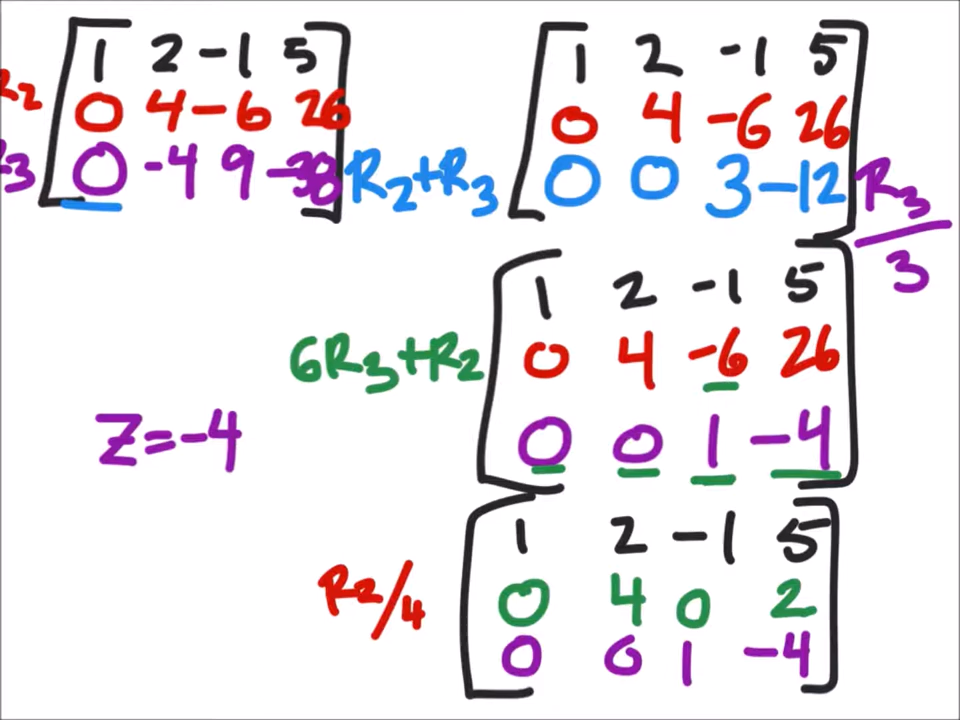 1 2 -1 5
R2 0 4 -6 26
0 -4 9 -38 R2+R3
1 2 -1 5
0 4 -6 26
0 0 3 -12 R3/3
1 2 -1 5
6R3+R2 0 4 -6 26
z=-4 0 0 1 -4
1 2 -1 5
R2/4 0 4 0 2
0 0 1 -4